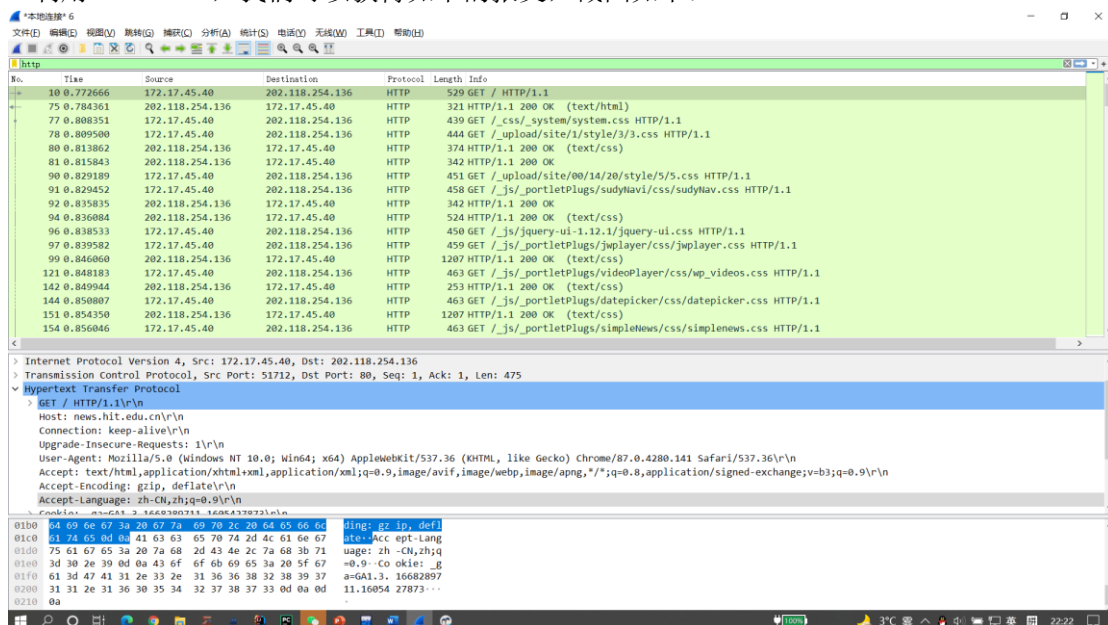 *本地连接* 6
文件(F) 编辑(E) 视图(V) 跳转(G) 捕获(C) 分析(A) 统计(S) 电话(Y) 无线(W) 工具(T) 帮助(H)
http
No. Time Source Destination Protocol Length Info
10 0.772666 172.17.45.40 202.118.254.136 HTTP 529 GET / HTTP/1.1
75 0.784361 202.118.254.136 172.17.45.40 HTTP 321 HTTP/1.1 200 OK (text/html)
77 0.808351 172.17.45.40 202.118.254.136 HTTP 439 GET /_css/_system/system.css HTTP/1.1
78 0.809500 172.17.45.40 202.118.254.136 HTTP 444 GET /_upload/site/1/style/3/3.css HTTP/1.1
80 0.813862 202.118.254.136 172.17.45.40 HTTP 374 HTTP/1.1 200 OK (text/css)
81 0.815843 202.118.254.136 172.17.45.40 HTTP 342 HTTP/1.1 200 OK
90 0.829189 172.17.45.40 202.118.254.136 HTTP 451 GET /_upload/site/00/14/20/style/5/5.css HTTP/1.1
91 0.829452 172.17.45.40 202.118.254.136 HTTP 458 GET /_js/_portletPlugs/sudyNavi/css/sudyNav.css HTTP/1.1
92 0.835835 202.118.254.136 172.17.45.40 HTTP 342 HTTP/1.1 200 OK
94 0.836084 202.118.254.136 172.17.45.40 HTTP 524 HTTP/1.1 200 OK (text/css)
96 0.838533 172.17.45.40 202.118.254.136 HTTP 450 GET /_js/jquery-ui-1.12.1/jquery-ui.css HTTP/1.1
97 0.839582 172.17.45.40 202.118.254.136 HTTP 459 GET /_js/_portletPlugs/jwplayer/css/jwplayer.css HTTP/1.1
99 0.846060 202.118.254.136 172.17.45.40 HTTP 1207 HTTP/1.1 200 OK (text/css)
121 0.848183 172.17.45.40 202.118.254.136 HTTP 463 GET /_js/_portletPlugs/videoPlayer/css/wp_videos.css HTTP/1.1
142 0.849944 202.118.254.136 172.17.45.40 HTTP 253 HTTP/1.1 200 OK (text/css)
144 0.850807 172.17.45.40 202.118.254.136 HTTP 463 GET /_js/_portletPlugs/datepicker/css/datepicker.css HTTP/1.1
151 0.854350 202.118.254.136 172.17.45.40 HTTP 1207 HTTP/1.1 200 OK (text/css)
154 0.856046 172.17.45.40 202.118.254.136 HTTP 463 GET /_js/_portletPlugs/simpleNews/css/simplenews.css HTTP/1.1
> Internet Protocol Version 4, Src: 172.17.45.40, Dst: 202.118.254.136
> Transmission Control Protocol, Src Port: 51712, Dst Port: 80, Seq: 1, Ack: 1, Len: 475
Hypertext Transfer Protocol
> GET / HTTP/1.1\r\n
Host: news.hit.edu.cn\r\n
Connection: keep-alive\r\n
Upgrade-Insecure-Requests: 1\r\n
User-Agent: Mozilla/5.0 (Windows NT 10.0; Win64; x64) AppleWebKit/537.36 (KHTML, like Gecko) Chrome/87.0.4280.141 Safari/537.36\r\n
Accept: text/html,application/xhtml+xml,application/xml;q=0.9,image/avif,image/webp,image/apng,*/*;q=0.8,application/signed-exchange;v=b3;q=0.9\r\n
Accept-Encoding: gzip, deflate\r\n
Accept-Language: zh-CN,zh;q=0.9\r\n
> Cookie: _ga=GA1.3.1668289711.1605427873\r\n
01b0 64 69 6e 67 3a 20 67 7a 69 70 2c 20 64 65 66 6c ding: gz ip, defl
01c0 61 74 65 0d 0a 41 63 63 65 70 74 2d 4c 61 6e 67 ate··Acc ept-Lang
01d0 75 61 67 65 3a 20 7a 68 2d 43 4e 2c 7a 68 3b 71 uage: zh -CN,zh;q
01e0 3d 30 2e 39 0d 0a 43 6f 6f 6b 69 65 3a 20 5f 67 =0.9··Co okie: _g
01f0 61 3d 47 41 31 2e 33 2e 31 36 36 38 32 38 39 37 a=GA1.3. 16682897
0200 31 31 2e 31 36 30 35 34 32 37 38 37 33 0d 0a 0d 11.16054 27873···
0210 0a ·
100% 3°C 英 22:22